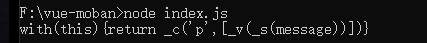 F:\vue-moban>node index.js
with(this){return _c('p',[_v(_s(message))])}